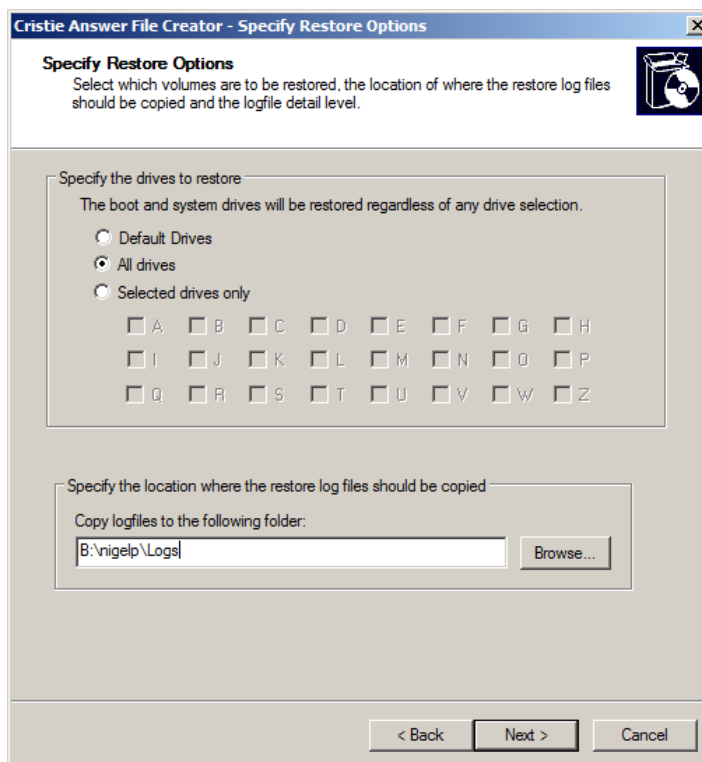 Cristie Answer File Creator - Specify Restore Options
Specify Restore Options
Select which volumes are to be restored, the location of where the restore log files
should be copied and the logfile detail level.
Specify the drives to restore
The boot and system drives will be restored regardless of any drive selection.
Default Drives
All drives
Selected drives only
A B C D E F G H
I J K L M N O P
Q R S T U V W Z
Specify the location where the restore log files should be copied
Copy logfiles to the following folder:
B:\nigelp\Logs
Browse...
< Back Next > Cancel